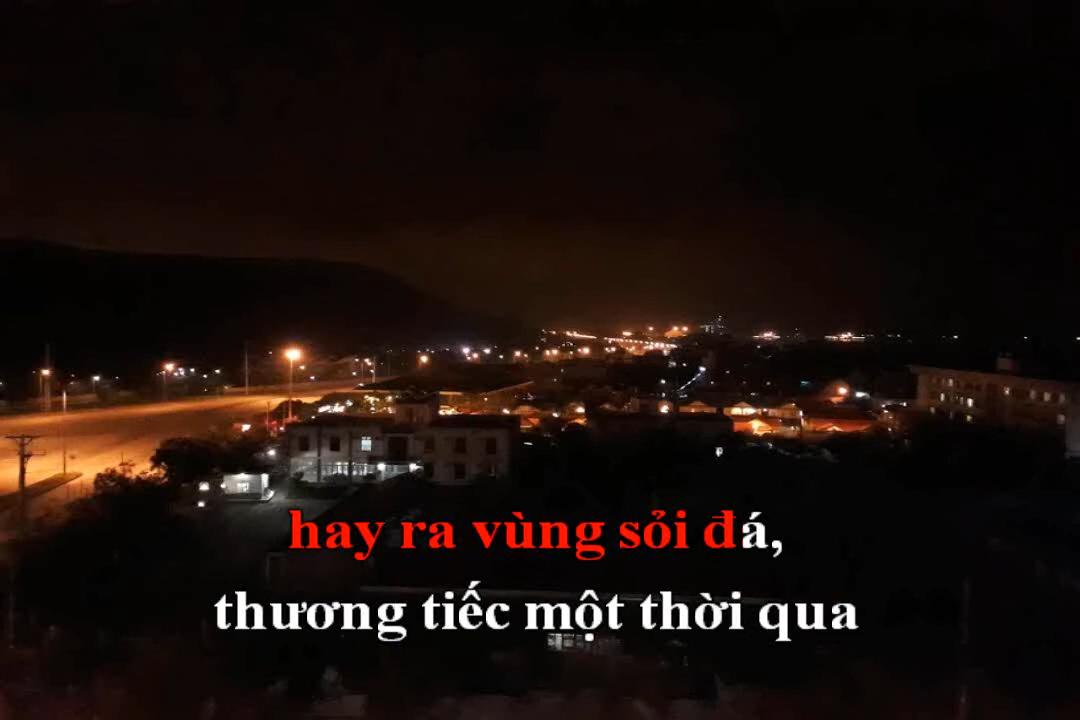 hay ra vùng sỏi đá,
thương tiếc một thời qua